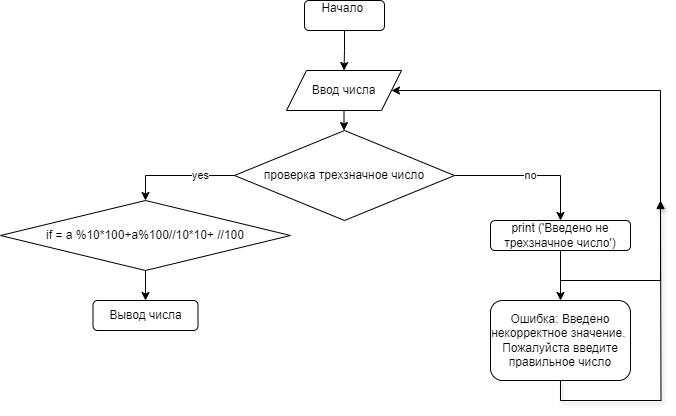 Начало
Ввод числа
проверка трехзначное число
yes
no
if = a %10*100+a%100//10*10+ //100
print ('Введено не
трехзначное число')
Вывод числа
Ошибка: Введено
некорректное значение.
Пожалуйста введите
правильное число